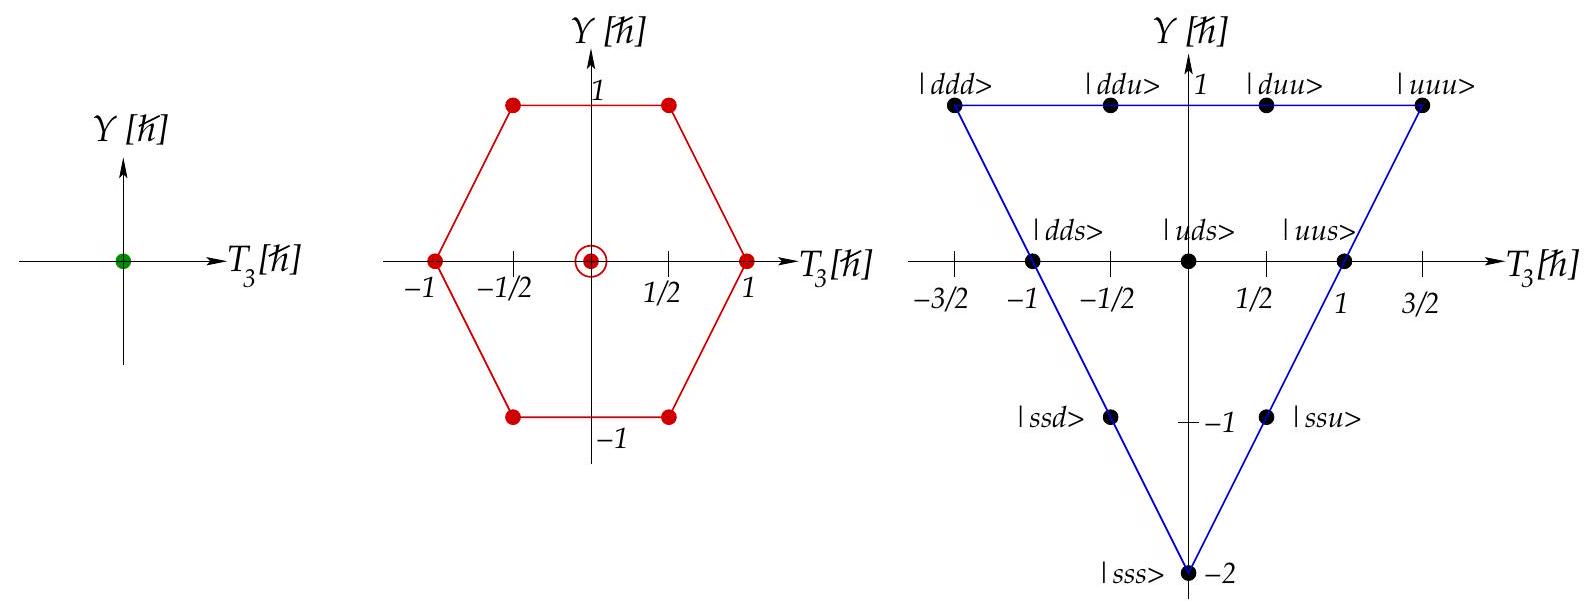 Y [ħ]
T3[ħ]
Y [ħ]
1
T3[ħ]
−1
−1/2
1/2
1
−1
Y [ħ]
|ddd>
|ddu>
1
|duu>
|uuu>
|dds>
|uds>
|uus>
T3[ħ]
−3/2
−1
−1/2
1/2
1
3/2
|ssd>
−1
|ssu>
|sss>
−2